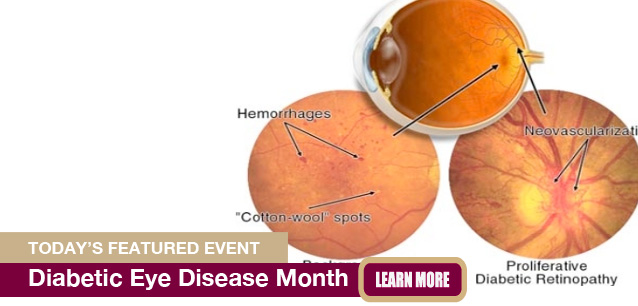 Hemorrhages
Neovascularizati
"Cotton-wool" spots
TODAY'S FEATURED EVENT
Diabetic Eye Disease Month
LEARN MORE
Proliferative
Diabetic Retinopathy